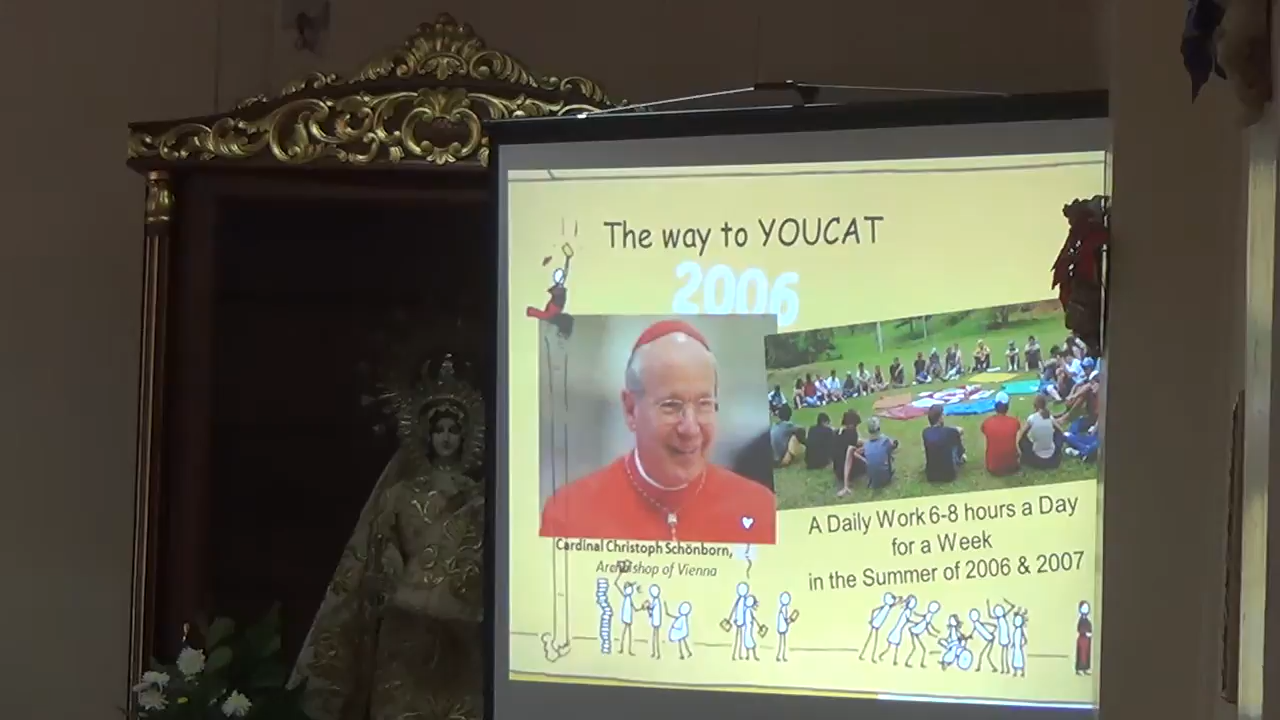 The way to YOUCAT
2006
Cardinal Christoph Schönborn,
Archbishop of Vienna
A Daily Work 6-8 hours a Day
for a Week
in the Summer of 2006 & 2007